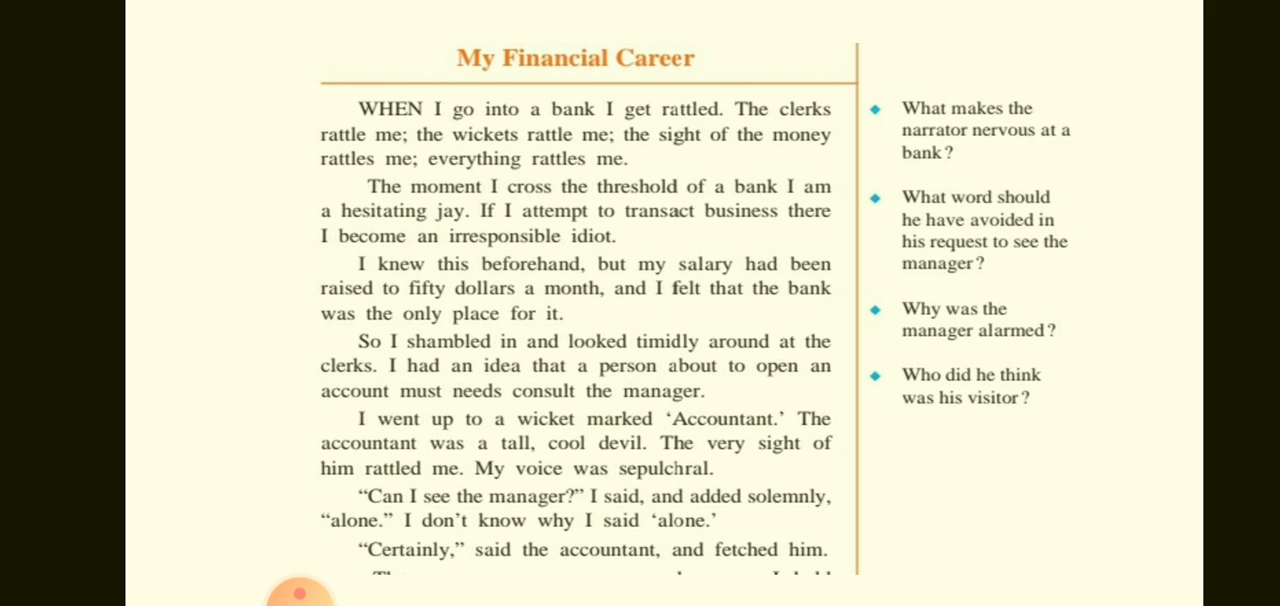 My Financial Career
WHEN I go into a bank I get rattled. The clerks
rattle me; the wickets rattle me; the sight of the money
rattles me; everything rattles me.
The moment I cross the threshold of a bank I am
a hesitating jay. If I attempt to transact business there
I become an irresponsible idiot.
I knew this beforehand, but my salary had been
raised to fifty dollars a month, and I felt that the bank
was the only place for it.
So I shambled in and looked timidly around at the
clerks. I had an idea that a person about to open an
account must needs consult the manager.
I went up to a wicket marked ‘Accountant.’ The
accountant was a tall, cool devil. The very sight of
him rattled me. My voice was sepulchral.
“Can I see the manager?” I said, and added solemnly,
“alone.” I don’t know why I said ‘alone.’
“Certainly,” said the accountant, and fetched him.
What makes the
narrator nervous at a
bank?
What word should
he have avoided in
his request to see the
manager?
Why was the
manager alarmed?
Who did he think
was his visitor?